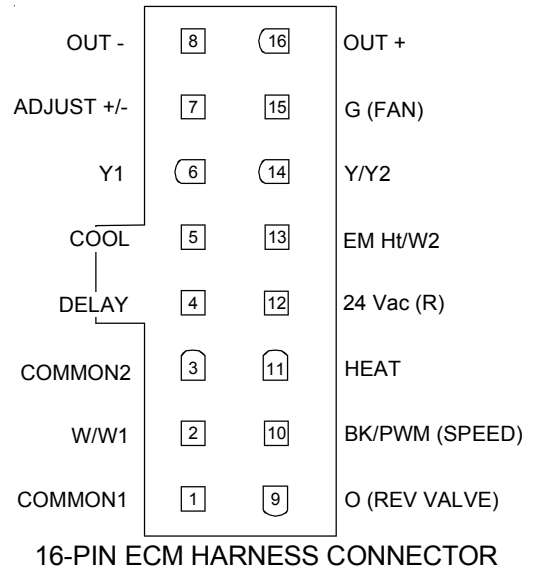 OUT - 8 16 OUT +
ADJUST +/- 7 15 G (FAN)
Y1 6 14 Y/Y2
COOL 5 13 EM Ht/W2
DELAY 4 12 24 Vac (R)
COMMON2 3 11 HEAT
W/W1 2 10 BK/PWM (SPEED)
COMMON1 1 9 O (REV VALVE)
16-PIN ECM HARNESS CONNECTOR